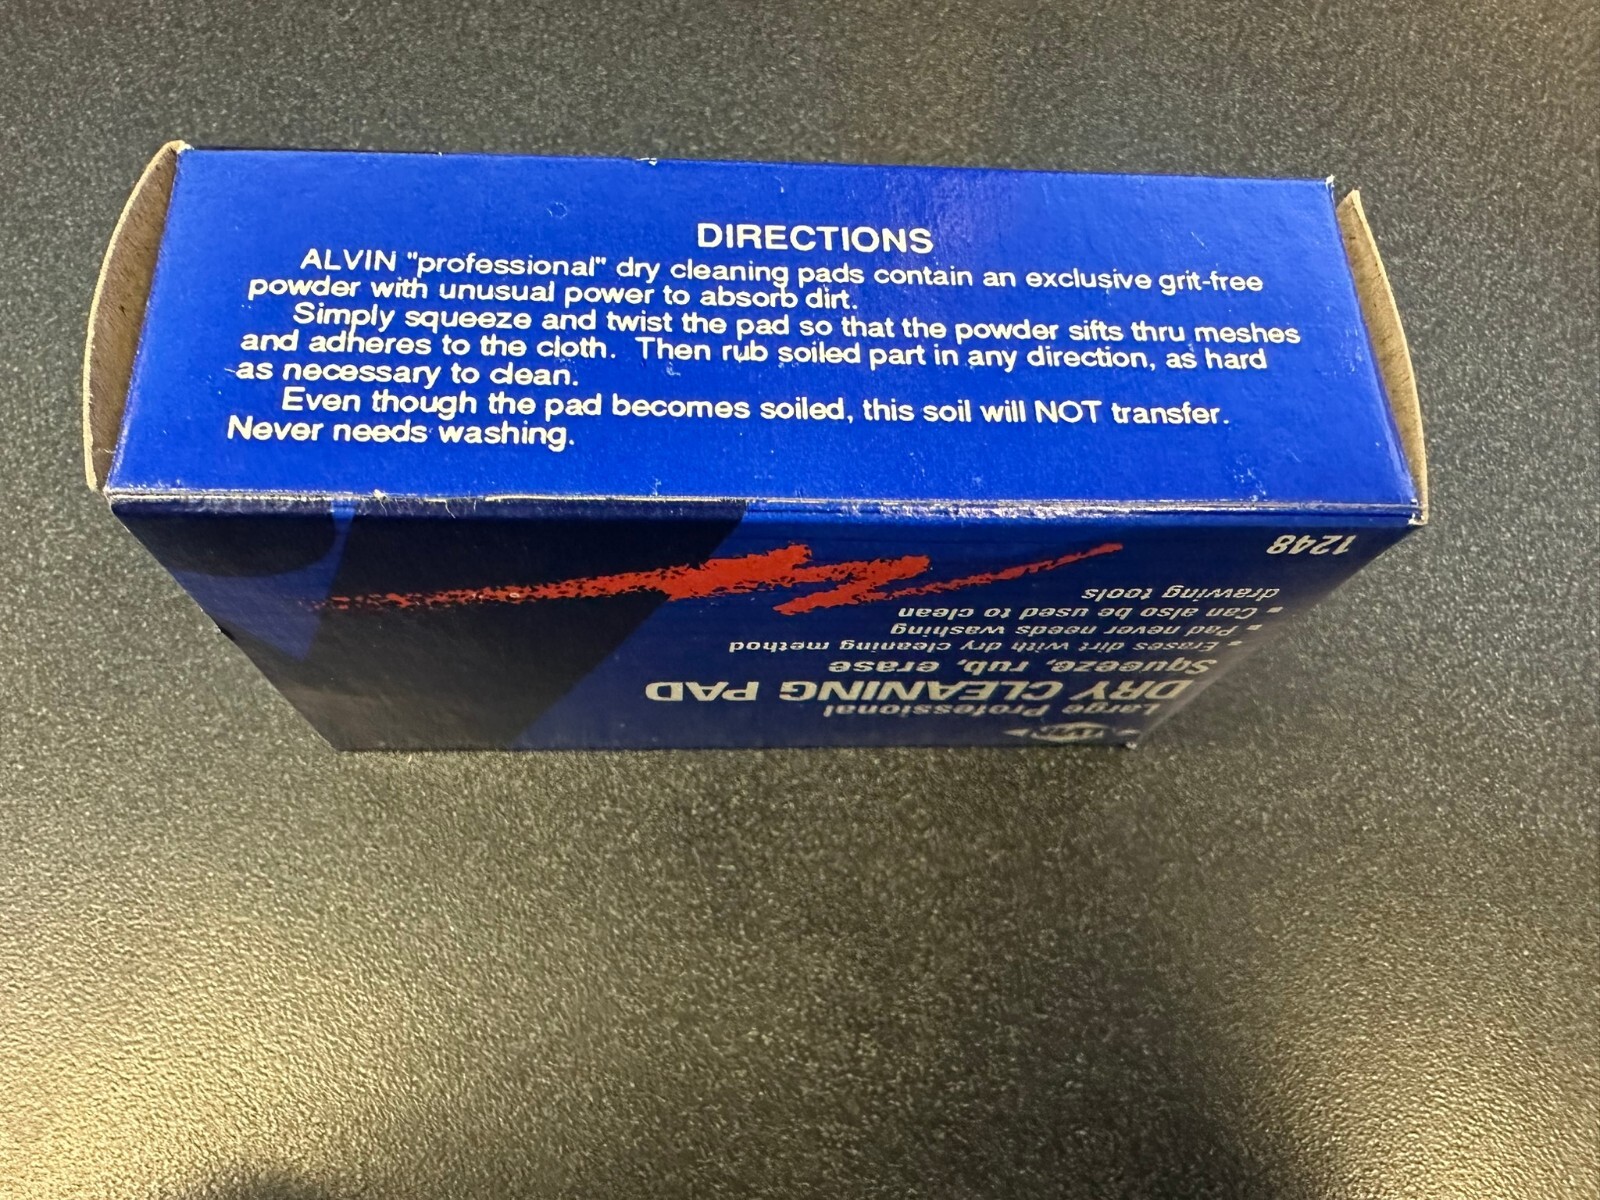 DIRECTIONS
ALVIN "professional" dry cleaning pads contain an exclusive grit-free
powder with unusual power to absorb dirt.
Simply squeeze and twist the pad so that the powder sifts thru meshes
and adheres to the cloth. Then rub soiled part in any direction, as hard
as necessary to clean.
Even though the pad becomes soiled, this soil will NOT transfer.
Never needs washing.
Large Professional
DRY CLEANING PAD
Squeeze, rub, erase
• Erases dirt with dry cleaning method
• Pad never needs washing
• Can also be used to clean
drawing tools
1248